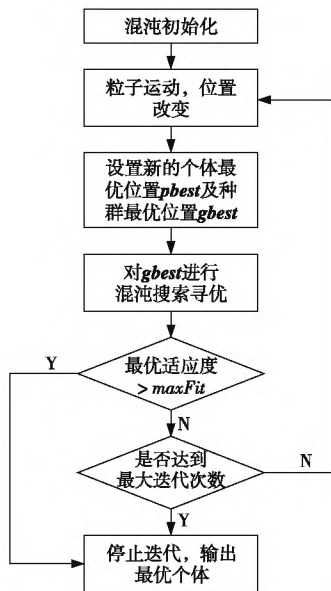 混沌初始化
粒子运动，位置
改变
设置新的个体最
优位置pbest及种
群最优位置gbest
对gbest进行
混沌搜索寻优
Y
最优适应度
> maxFit
N
是否达到
最大迭代次数
N
Y
停止迭代，输出
最优个体